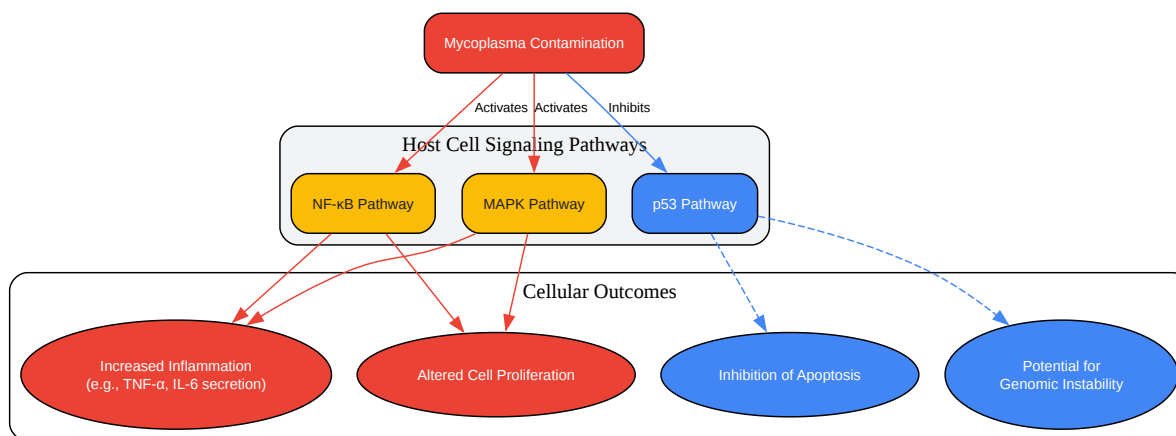 Mycoplasma Contamination
Activates
Activates
Inhibits
Host Cell Signaling Pathways
NF-κB Pathway
MAPK Pathway
p53 Pathway
Cellular Outcomes
Increased Inflammation
(e.g., TNF-α, IL-6 secretion)
Altered Cell Proliferation
Inhibition of Apoptosis
Potential for
Genomic Instability